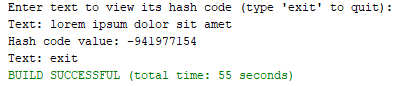 Enter text to view its hash code (type 'exit' to quit):
Text: lorem ipsum dolor sit amet
Hash code value: -941977154
Text: exit
BUILD SUCCESSFUL (total time: 55 seconds)